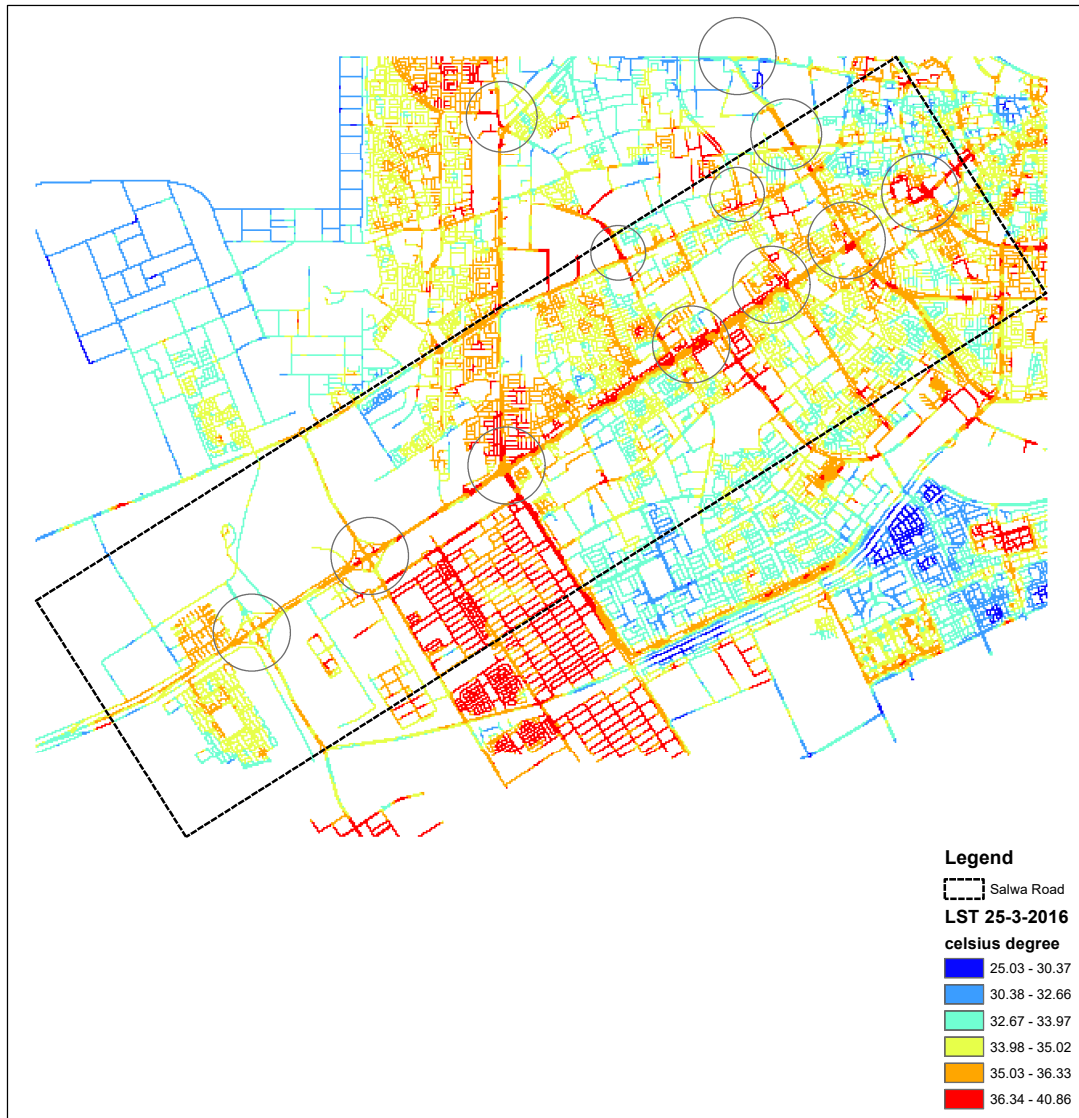 Legend
Salwa Road
LST 25-3-2016
celsius degree
25.03 - 30.37
30.38 - 32.66
32.67 - 33.97
33.98 - 35.02
35.03 - 36.33
36.34 - 40.86